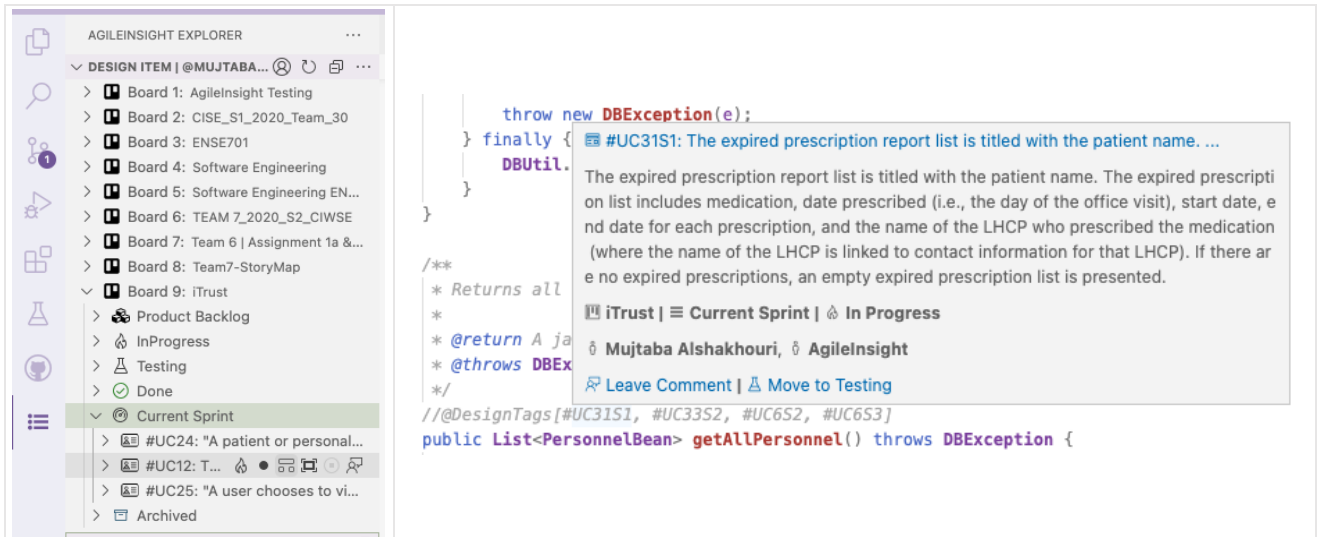 AGILEINSIGHT EXPLORER ...
DESIGN ITEM | @MUJTABA... ...
Board 1: AgileInsight Testing
Board 2: CISE_S1_2020_Team_30
Board 3: ENSE701
Board 4: Software Engineering
Board 5: Software Engineering EN...
Board 6: TEAM 7_2020_S2_CIWSE
Board 7: Team 6 | Assignment 1a &...
Board 8: Team7-StoryMap
Board 9: iTrust
Product Backlog
InProgress
Testing
Done
Current Sprint
#UC24: "A patient or personal...
#UC12: T...
#UC25: "A user chooses to vi...
Archived
1
throw new DBException(e);
} finally {
DBUtil.
}
}
/**
* Returns all
*
* @return A ja
* @throws DBEx
*/
//@DesignTags[#UC31S1, #UC33S2, #UC6S2, #UC6S3]
public List<PersonnelBean> getAllPersonnel() throws DBException {
#UC31S1: The expired prescription report list is titled with the patient name. ...
The expired prescription report list is titled with the patient name. The expired prescripti
on list includes medication, date prescribed (i.e., the day of the office visit), start date, e
nd date for each prescription, and the name of the LHCP who prescribed the medication
(where the name of the LHCP is linked to contact information for that LHCP). If there ar
e no expired prescriptions, an empty expired prescription list is presented.
iTrust | Current Sprint | In Progress
Mujtaba Alshakhouri, AgileInsight
Leave Comment | Move to Testing